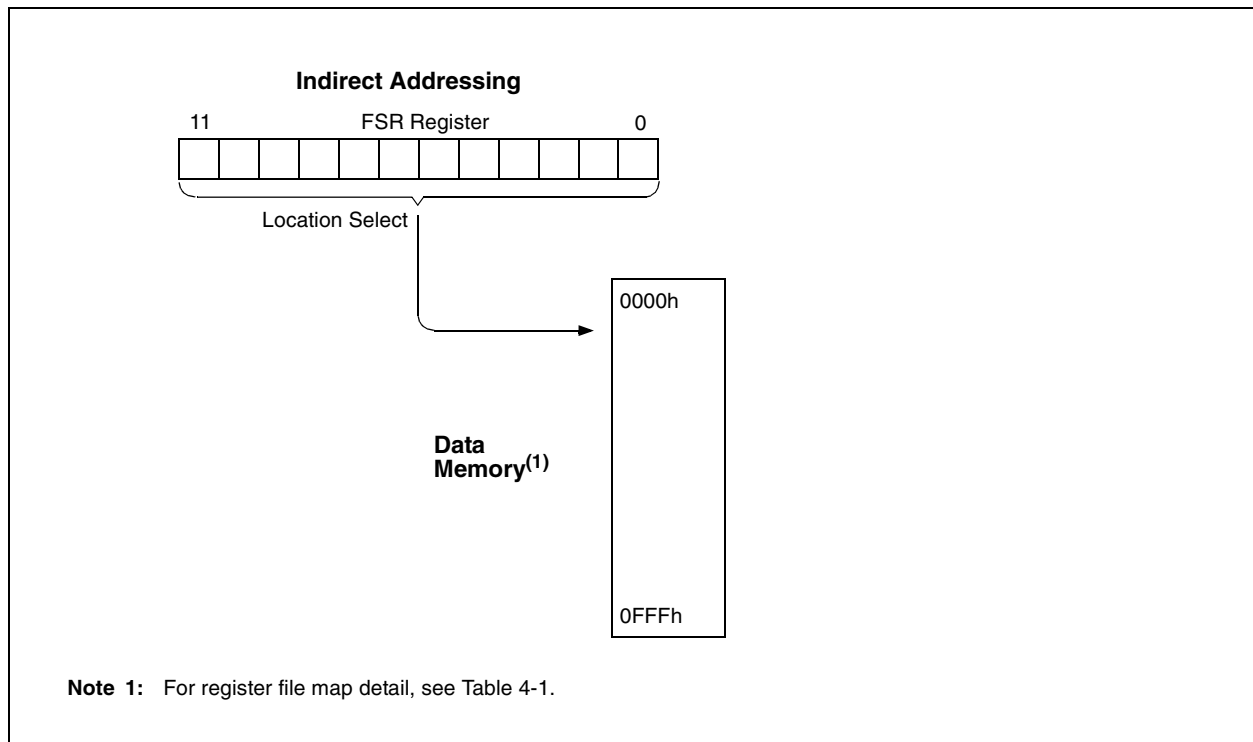 Indirect Addressing
11 FSR Register 0
Location Select
0000h
Data
Memory(1)
0FFFh
Note 1: For register file map detail, see Table 4-1.